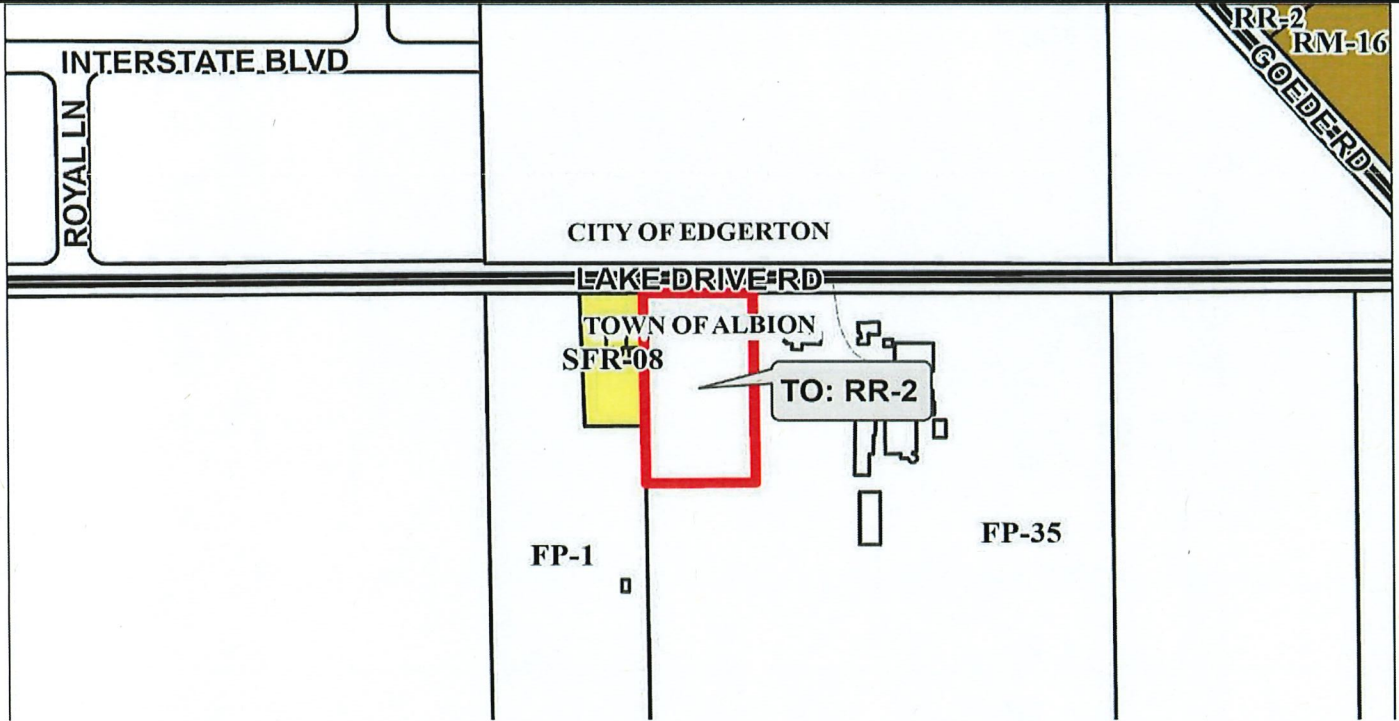 RR-2
RM-16
INTERSTATE BLVD
GOEDE RD
ROYAL LN
CITY OF EDGERTON
LAKE DRIVE RD
TOWN OF ALBION
SFR-08
TO: RR-2
FP-35
FP-1